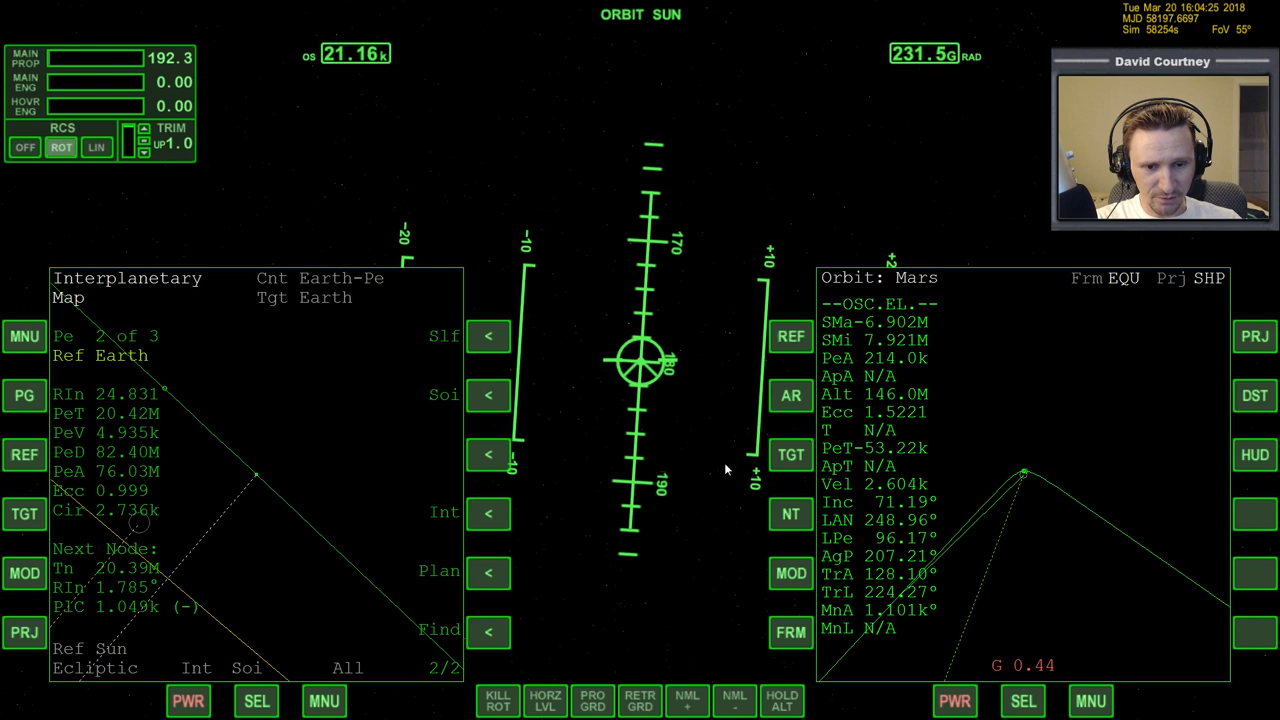 ORBIT SUN
Tue Mar 20 16:04:25 2018
MJD 58197.6697
Sim 58254s FoV 55°
MAIN PROP 192.3
MAIN ENG 0.00
HOVR ENG 0.00
RCS TRIM
OFF ROT LIN UP 1.0
OS 21.16k
231.5G RAD
David Courtney
-20 -10 170 +10 +2
180
-10 190 +10
Interplanetary Cnt Earth-Pe
Map Tgt Earth
Pe 2 of 3 Slf
Ref Earth
RIn 24.831 Soi
PeT 20.42M
PeV 4.935k
PeD 82.40M
PeA 76.03M
Ecc 0.999
Cir 2.736k Int
Next Node:
Tn 20.39M Plan
RIn 1.785°
PlC 1.049k (-)
Find
Ref Sun
Ecliptic Int Soi All 2/2
MNU <
PG <
REF <
TGT <
MOD <
PRJ <
PWR SEL MNU
KILL ROT
HORZ LVL
PRO GRD
RETR GRD
NML +
NML -
HOLD ALT
Orbit: Mars Frm EQU Prj SHP
--OSC.EL.--
SMa-6.902M
SMi 7.921M
PeA 214.0k
ApA N/A
Alt 146.0M
Ecc 1.5221
T N/A
PeT-53.22k
ApT N/A
Vel 2.604k
Inc 71.19°
LAN 248.96°
LPe 96.17°
AgP 207.21°
TrA 128.10°
TrL 224.27°
MnA 1.101k°
MnL N/A
G 0.44
REF PRJ
AR DST
TGT HUD
NT
MOD
FRM
PWR SEL MNU